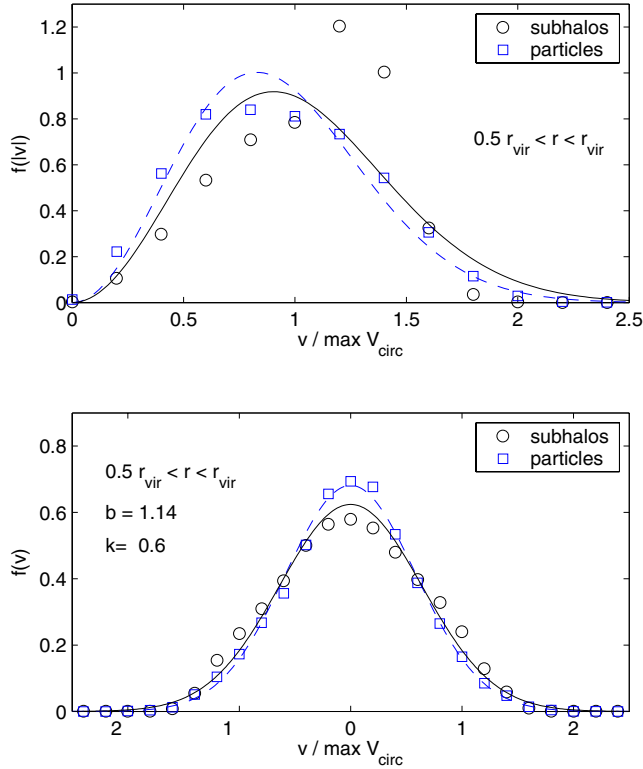 1.2
1
0.8
0.6
0.4
0.2
0
f(|v|)
subhalos
particles
0.5 r_vir < r < r_vir
0 0.5 1 1.5 2 2.5
v / max V_circ
0.8
0.6
0.4
0.2
0
f(v)
0.5 r_vir < r < r_vir
b = 1.14
k= 0.6
subhalos
particles
2 1 0 1 2
v / max V_circ